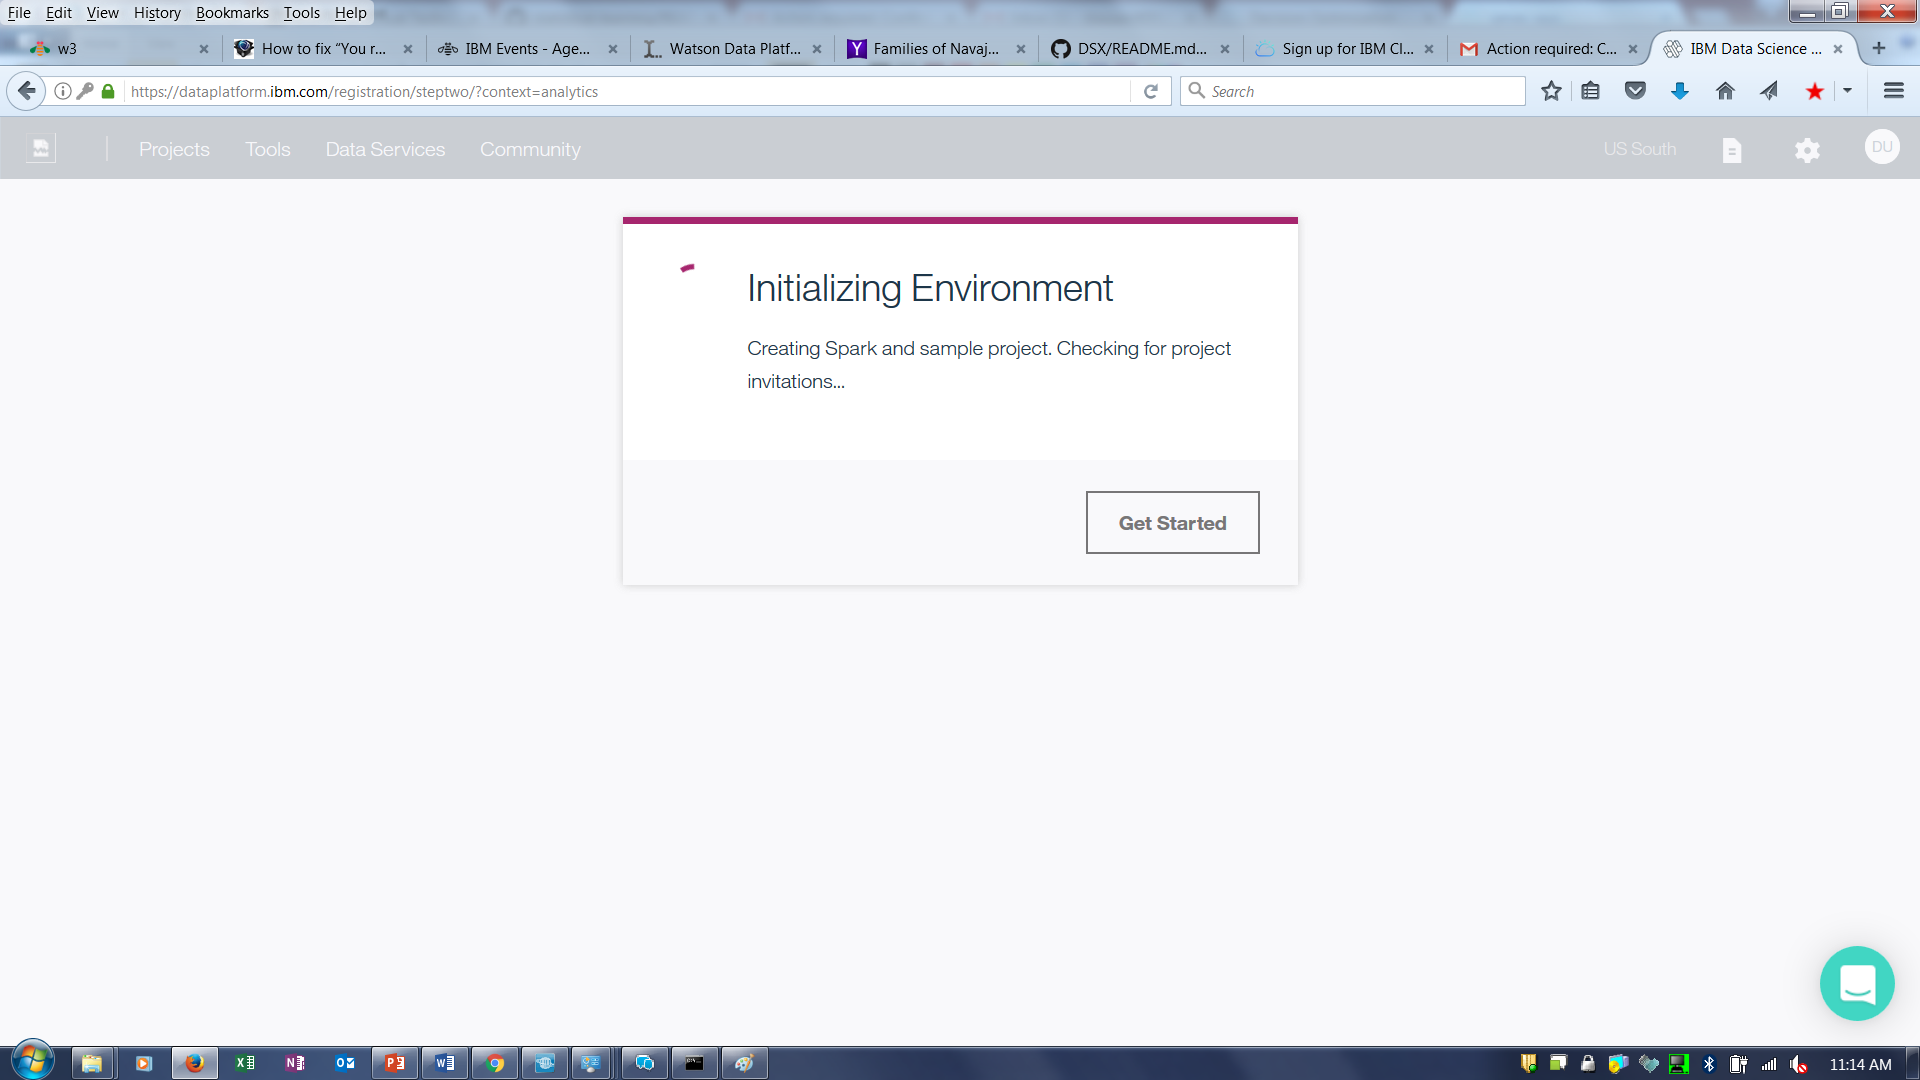 File Edit View History Bookmarks Tools Help
w3
How to fix “You r...
IBM Events - Age...
Watson Data Platf...
Families of Navaj...
DSX/README.md...
Sign up for IBM Cl...
Action required: C...
IBM Data Science ...
https://dataplatform.ibm.com/registration/steptwo/?context=analytics
Search
Projects Tools Data Services Community
US South
DU
Initializing Environment
Creating Spark and sample project. Checking for project
invitations...
Get Started
11:14 AM